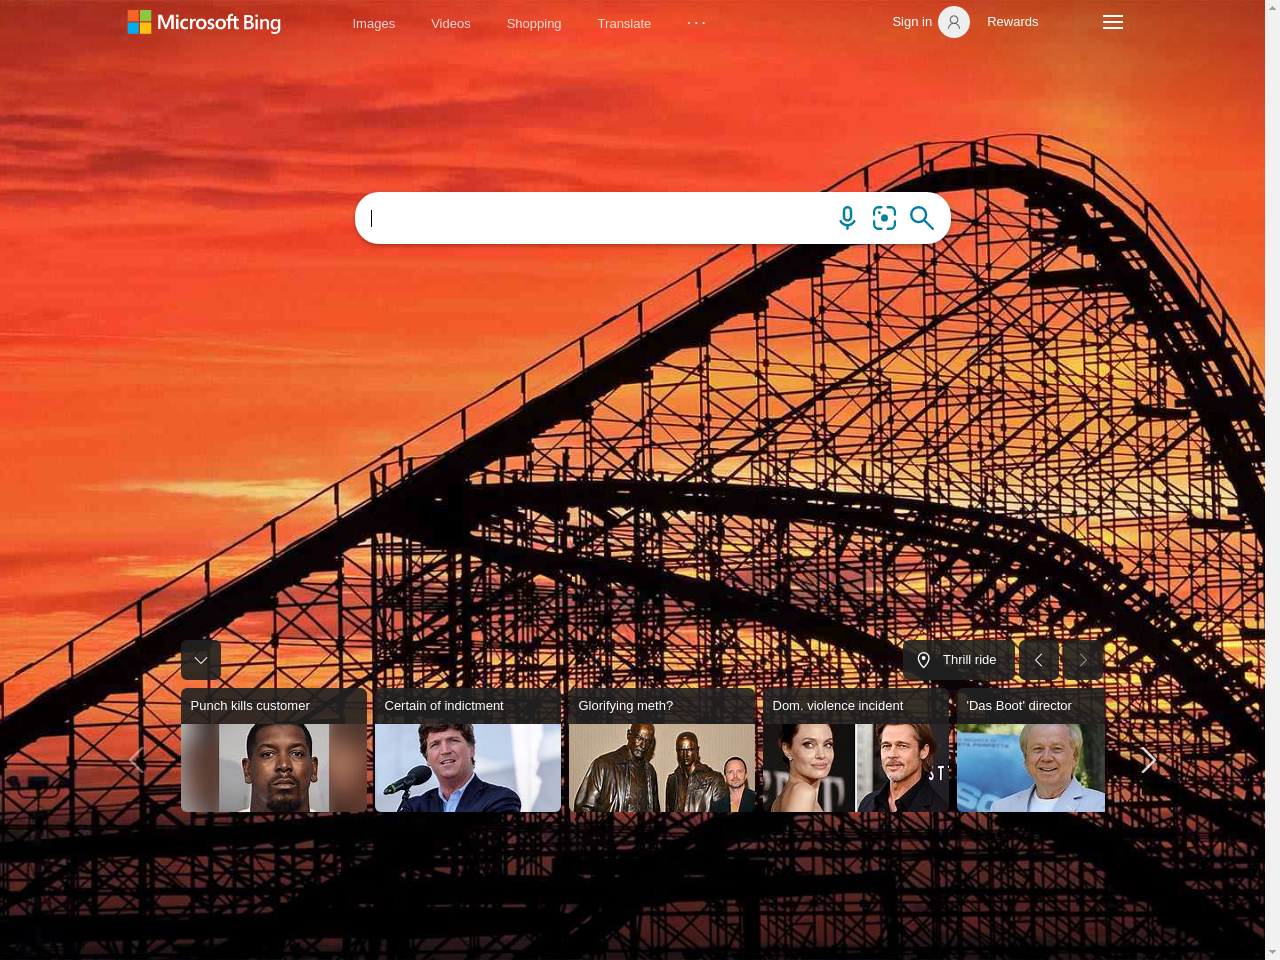 Microsoft Bing
Images
Videos
Shopping
Translate
Sign in
Rewards
Thrill ride
Punch kills customer
Certain of indictment
Glorifying meth?
Dom. violence incident
'Das Boot' director